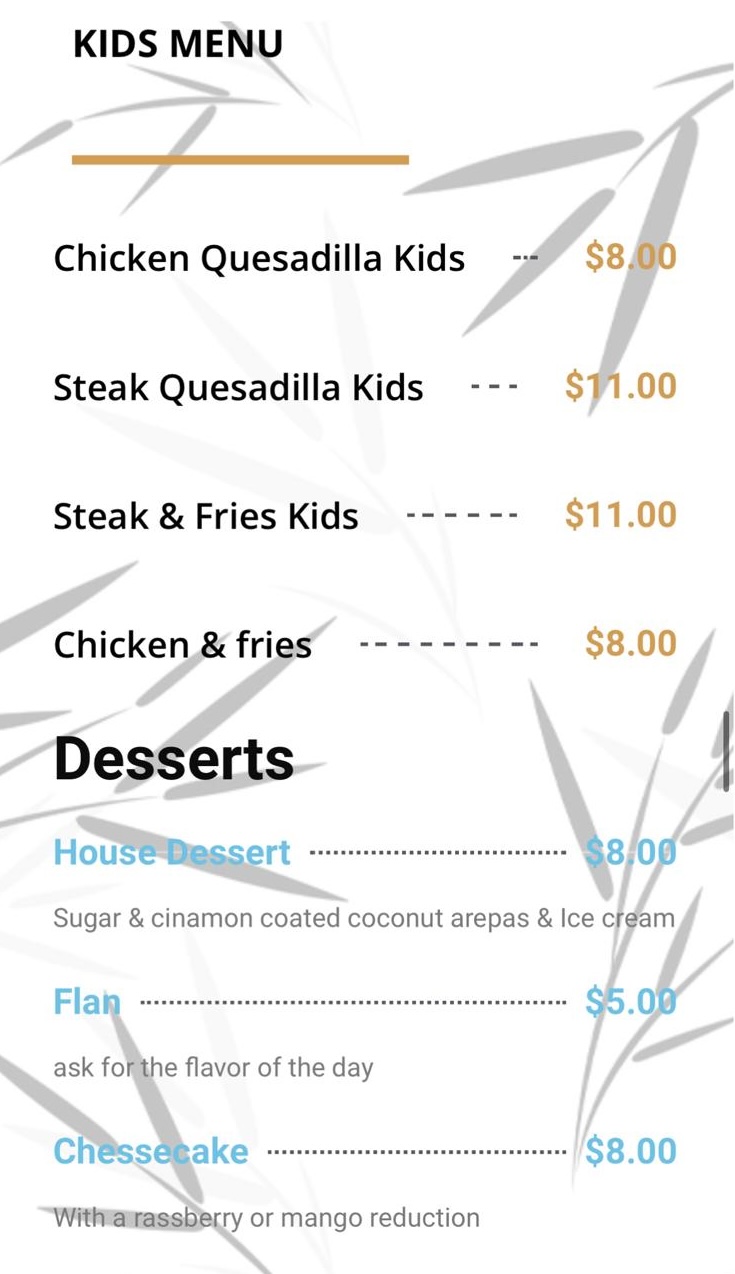 KIDS MENU
Chicken Quesadilla Kids --- $8.00
Steak Quesadilla Kids --- $11.00
Steak & Fries Kids ------ $11.00
Chicken & fries --------- $8.00
Desserts
House Dessert $8.00
Sugar & cinamon coated coconut arepas & Ice cream
Flan $5.00
ask for the flavor of the day
Chessecake $8.00
With a rassberry or mango reduction